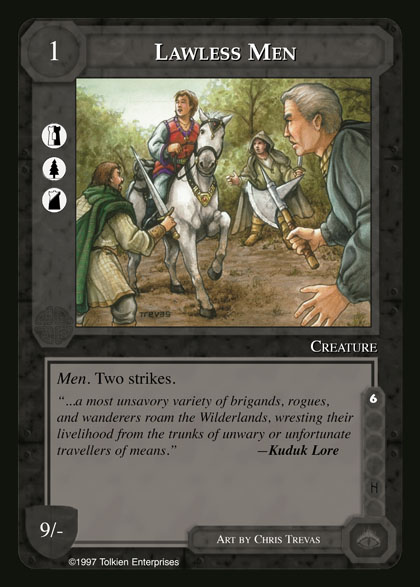 1
LAWLESS MEN
TREVAS
CREATURE
Men. Two strikes.
6
“...a most unsavory variety of brigands, rogues,
and wanderers roam the Wilderlands, wresting their
livelihood from the trunks of unwary or unfortunate
travellers of means.” —Kuduk Lore
9/-
ART BY CHRIS TREVAS
©1997 Tolkien Enterprises